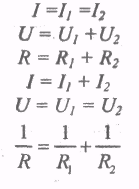 I=I₁=I₂
U=U₁+U₂
R=R₁+R₂
I=I₁+I₂
U=U₁=U₂
1/R=1/R₁+1/R₂